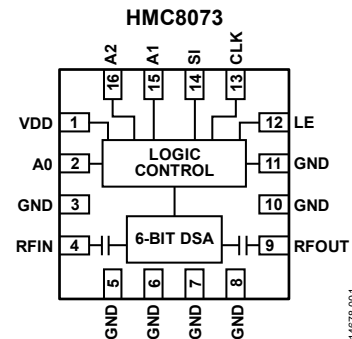 HMC8073
A2
A1
SI
CLK
16
15
14
13
VDD 1
12 LE
LOGIC
CONTROL
A0 2
11 GND
GND 3
10 GND
6-BIT DSA
RFIN 4
9 RFOUT
5
6
7
8
GND
GND
GND
GND
14678-001